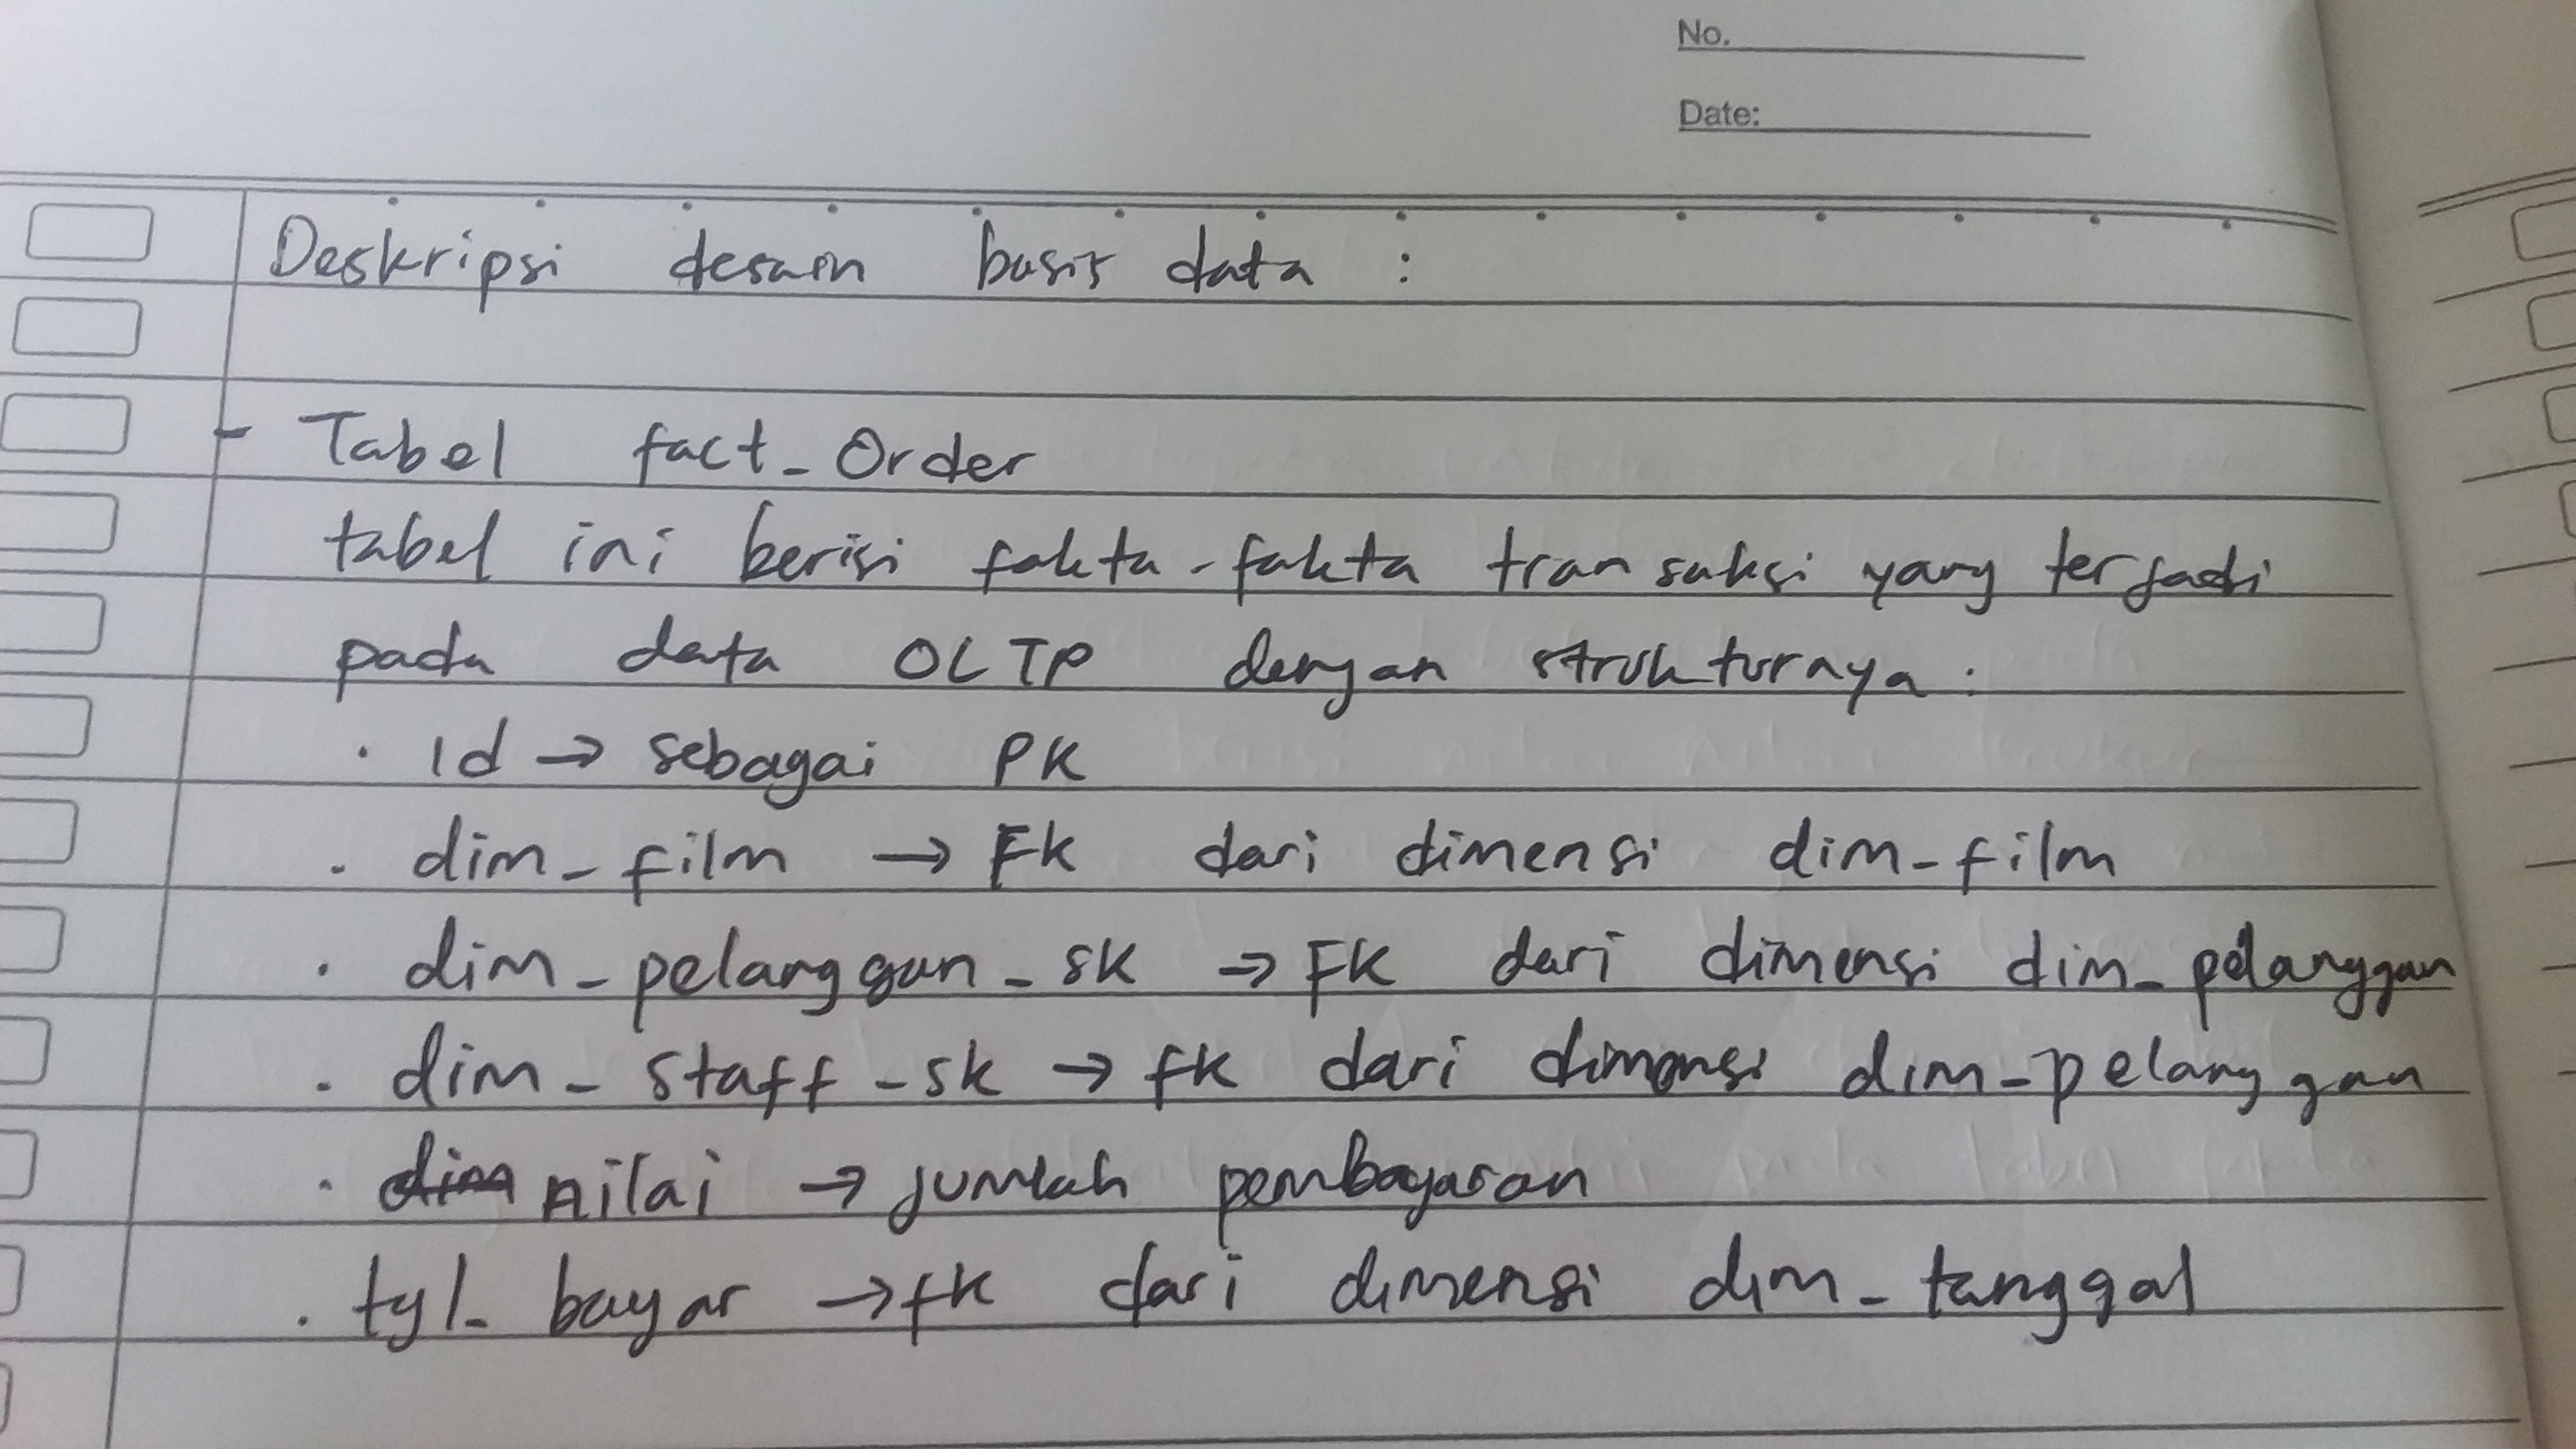 No.
Date:
Deskripsi desain basis data :
- Tabel fact_Order
tabel ini berisi fakta-fakta transaksi yang terjadi
pada data OLTP dengan strukturnya :
. id → sebagai PK
. dim_film → FK dari dimensi dim_film
. dim_pelanggan_sk → FK dari dimensi dim_pelanggan
. dim_staff_sk → fk dari dimensi dim_pelanggan
. dim nilai → jumlah pembayaran
. tgl_bayar → fk dari dimensi dim_tanggal